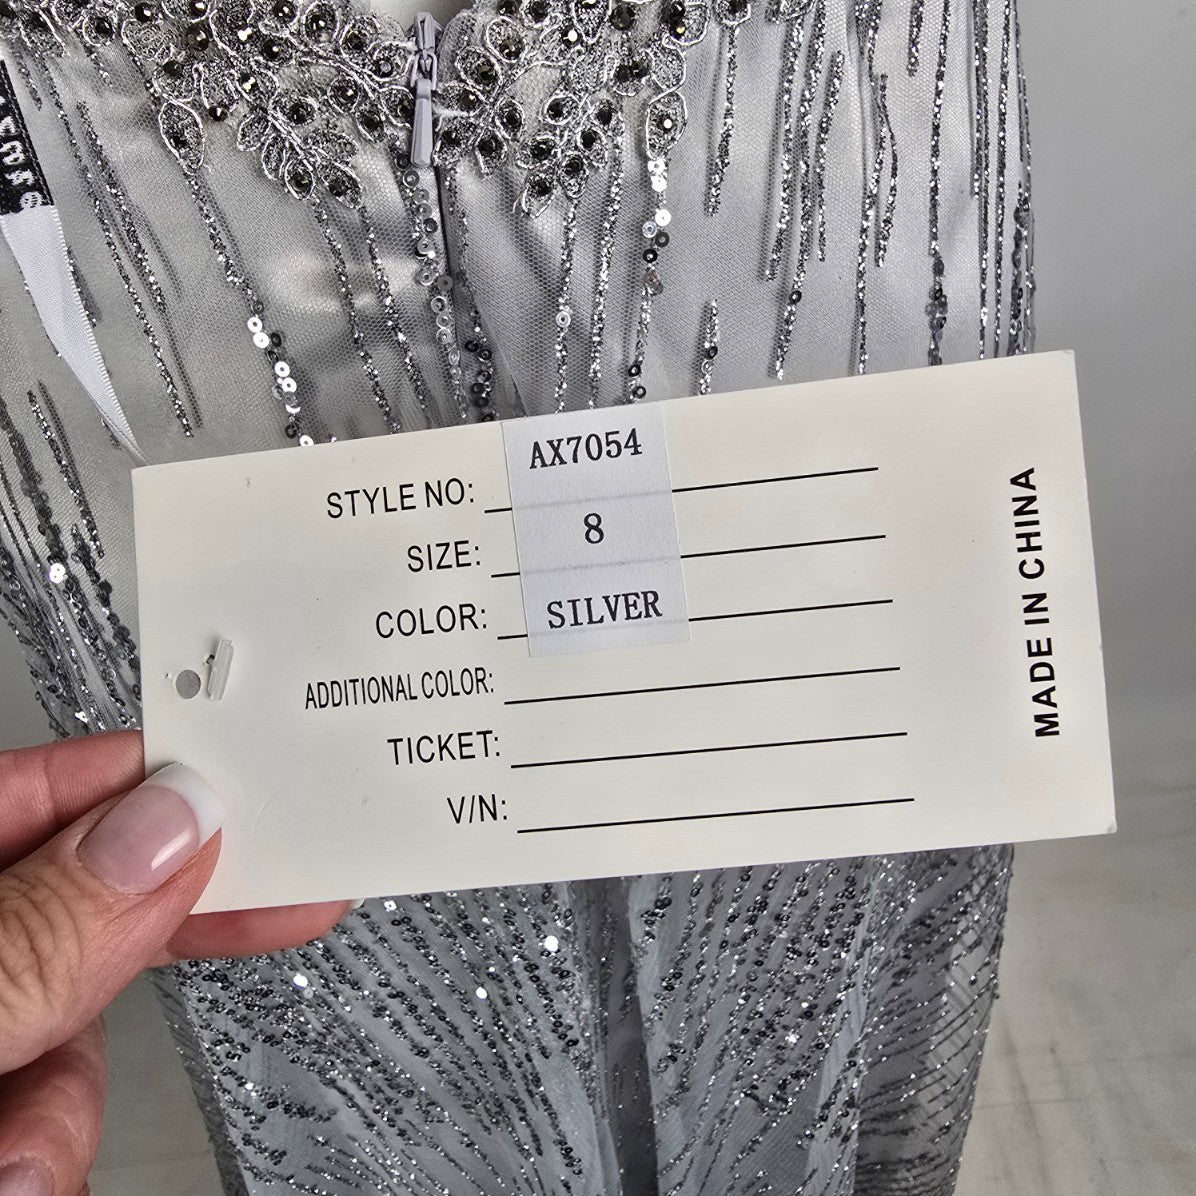 STYLE NO: AX7054
SIZE: 8
COLOR: SILVER
ADDITIONAL COLOR:
TICKET:
V/N:
MADE IN CHINA